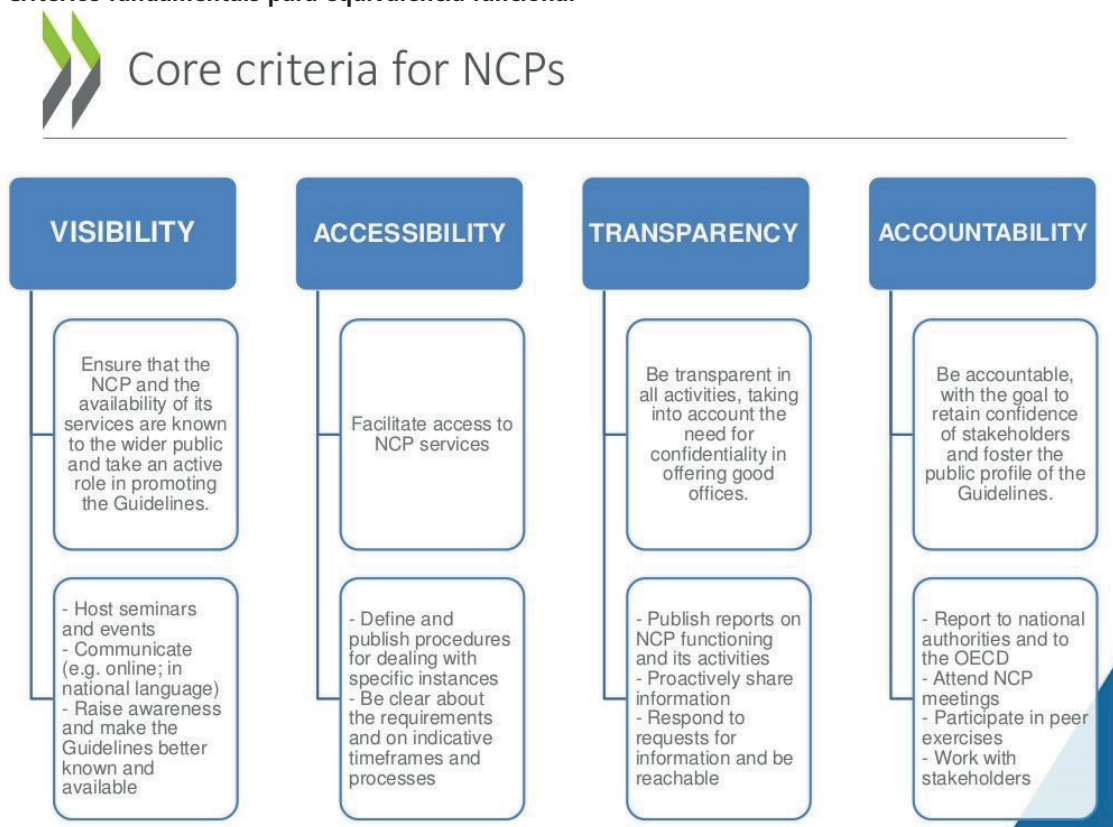 Critérios fundamentais para equivalência funcional
Core criteria for NCPs
VISIBILITY
Ensure that the
NCP and the
availability of its
services are known
to the wider public
and take an active
role in promoting
the Guidelines.
- Host seminars
and events
- Communicate
(e.g. online; in
national language)
- Raise awareness
and make the
Guidelines better
known and
available
ACCESSIBILITY
Facilitate access to
NCP services
- Define and
publish procedures
for dealing with
specific instances
- Be clear about
the requirements
and on indicative
timeframes and
processes
TRANSPARENCY
Be transparent in
all activities, taking
into account the
need for
confidentiality in
offering good
offices.
- Publish reports on
NCP functioning
and its activities
- Proactively share
information
- Respond to
requests for
information and be
reachable
ACCOUNTABILITY
Be accountable,
with the goal to
retain confidence
of stakeholders
and foster the
public profile of the
Guidelines.
- Report to national
authorities and to
the OECD
- Attend NCP
meetings
- Participate in peer
exercises
- Work with
stakeholders